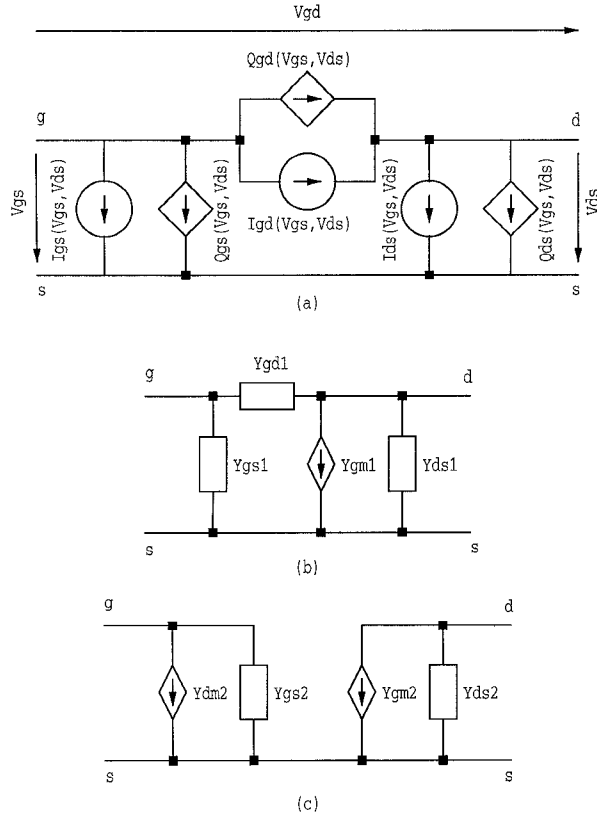 Vgd
Qgd(Vgs,Vds)
g
d
Vgs
Igs(Vgs,Vds)
Qgs(Vgs,Vds)
Igd(Vgs,Vds)
Ids(Vgs,Vds)
Qds(Vgs,Vds)
Vds
s
s
(a)
Ygd1
g
d
Ygs1
Ygm1
Yds1
s
s
(b)
g
d
Ydm2
Ygs2
Ygm2
Yds2
s
s
(c)